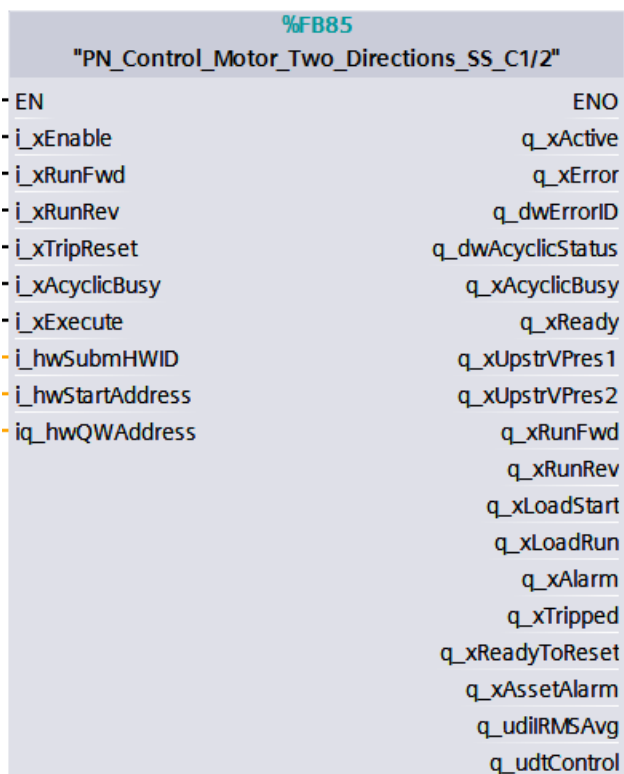 %FB85
"PN_Control_Motor_Two_Directions_SS_C1/2"
EN ENO
i_xEnable q_xActive
i_xRunFwd q_xError
i_xRunRev q_dwErrorID
i_xTripReset q_dwAcyclicStatus
i_xAcyclicBusy q_xAcyclicBusy
i_xExecute q_xReady
i_hwSubmHWID q_xUpstrVPres1
i_hwStartAddress q_xUpstrVPres2
iq_hwQWAddress q_xRunFwd
q_xRunRev
q_xLoadStart
q_xLoadRun
q_xAlarm
q_xTripped
q_xReadyToReset
q_xAssetAlarm
q_udiIRMSAvg
q_udtControl